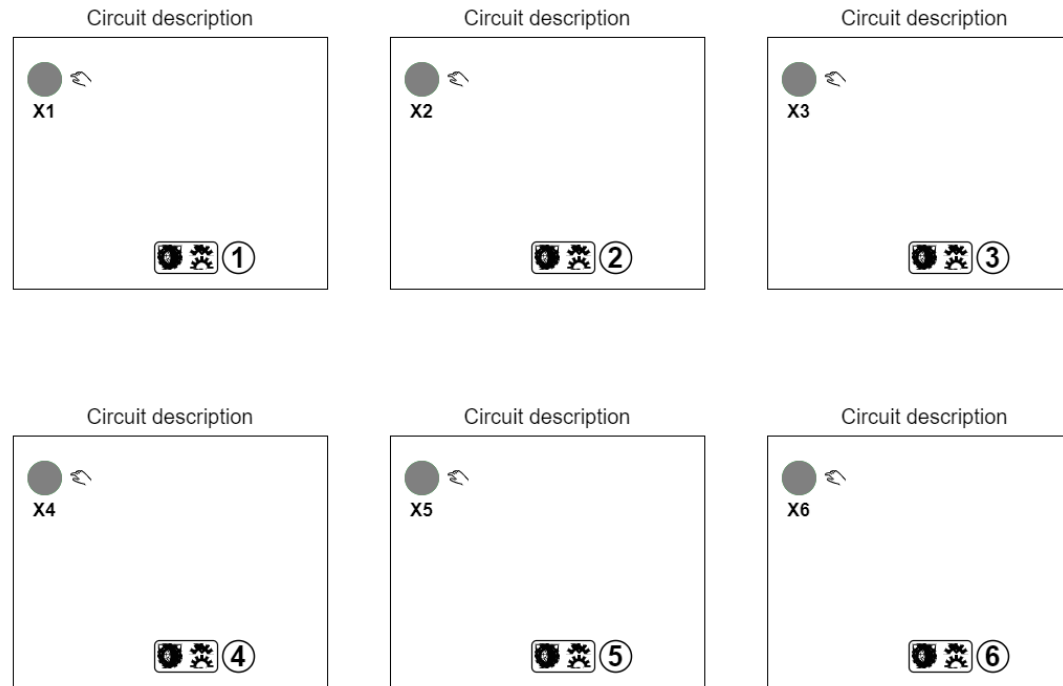 Circuit description Circuit description Circuit description
X1 X2 X3
1 2 3
Circuit description Circuit description Circuit description
X4 X5 X6
4 5 6